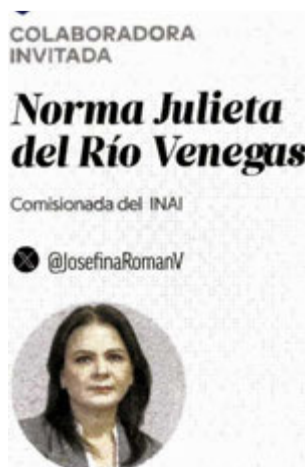 COLABORADORA
INVITADA
Norma Julieta
del Río Venegas
Comisionada del INAI
@JosefinaRomanV